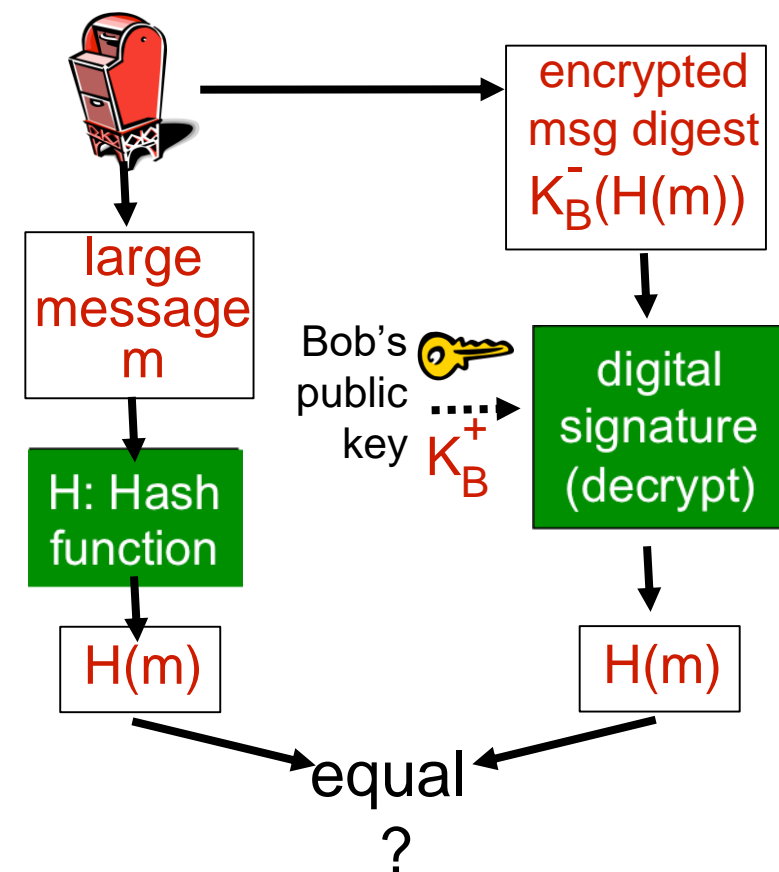 encrypted
msg digest
K_B^-(H(m))
large
message
m
Bob's
public
key
K_B^+
digital
signature
(decrypt)
H: Hash
function
H(m)
H(m)
equal
?